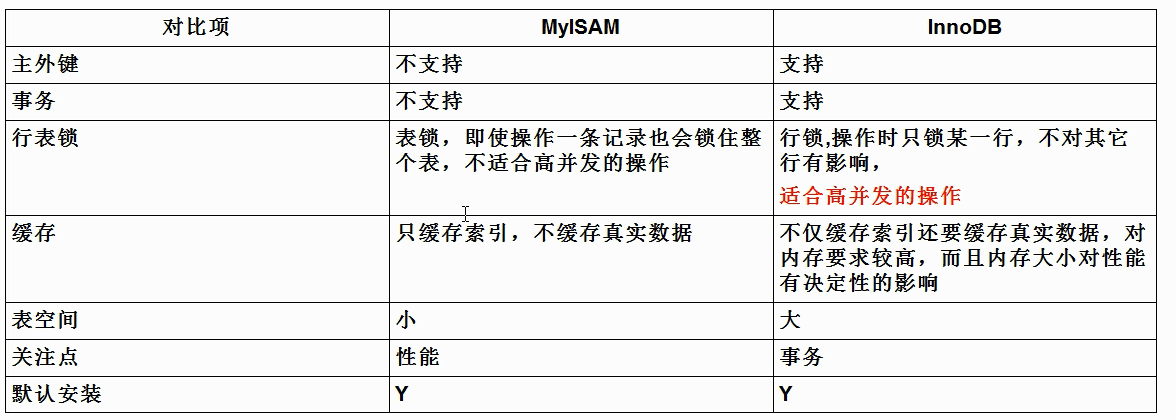 对比项 MyISAM InnoDB
主外键 不支持 支持
事务 不支持 支持
行表锁 表锁，即使操作一条记录也会锁住整 行锁,操作时只锁某一行，不对其它
个表，不适合高并发的操作 行有影响，
适合高并发的操作
缓存 只缓存索引，不缓存真实数据 不仅缓存索引还要缓存真实数据，对
内存要求较高，而且内存大小对性能
有决定性的影响
表空间 小 大
关注点 性能 事务
默认安装 Y Y